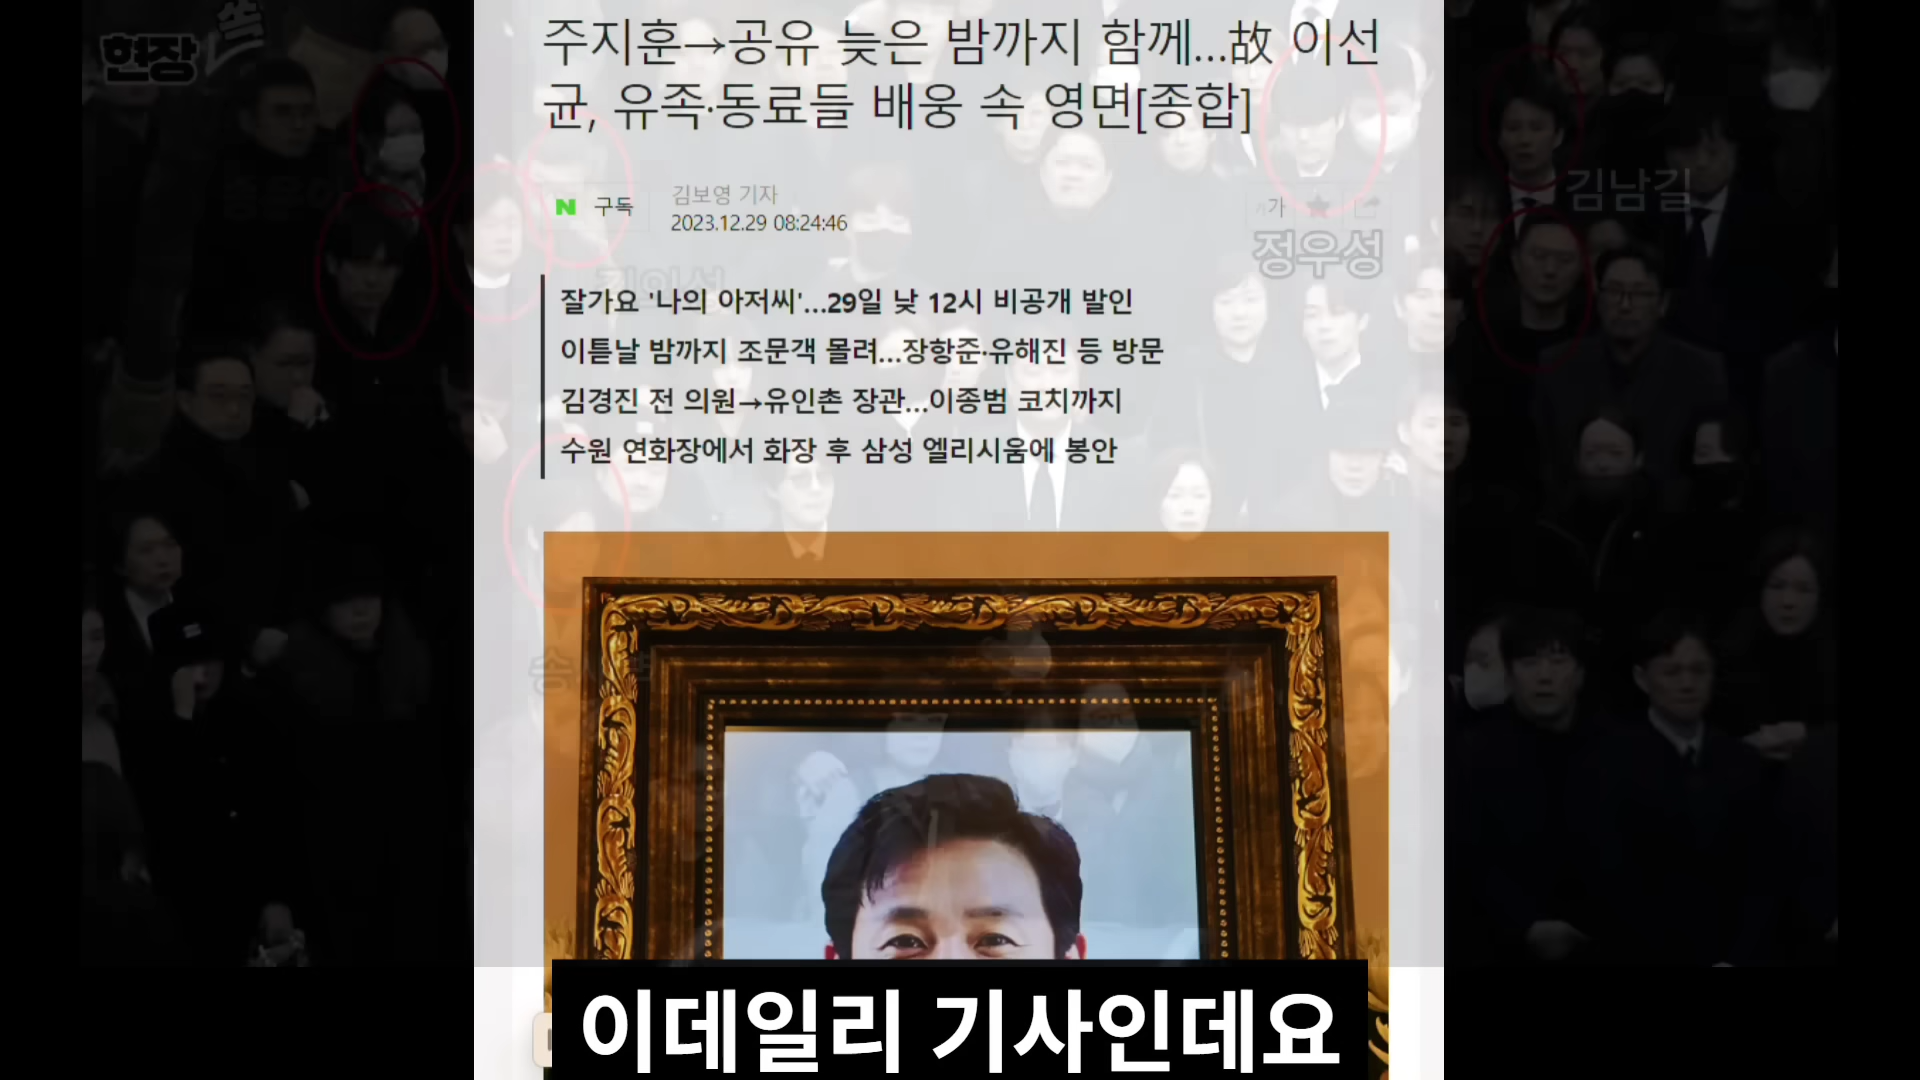 현장
쏙
주지훈→공유 늦은 밤까지 함께...故 이선
균, 유족·동료들 배웅 속 영면[종합]
N 구독
김보영 기자
2023.12.29 08:24:46
가
김남길
정우성
잘가요 '나의 아저씨'...29일 낮 12시 비공개 발인
이튿날 밤까지 조문객 몰려...장항준·유해진 등 방문
김경진 전 의원→유인촌 장관...이종범 코치까지
수원 연화장에서 화장 후 삼성 엘리시움에 봉안
이데일리 기사인데요